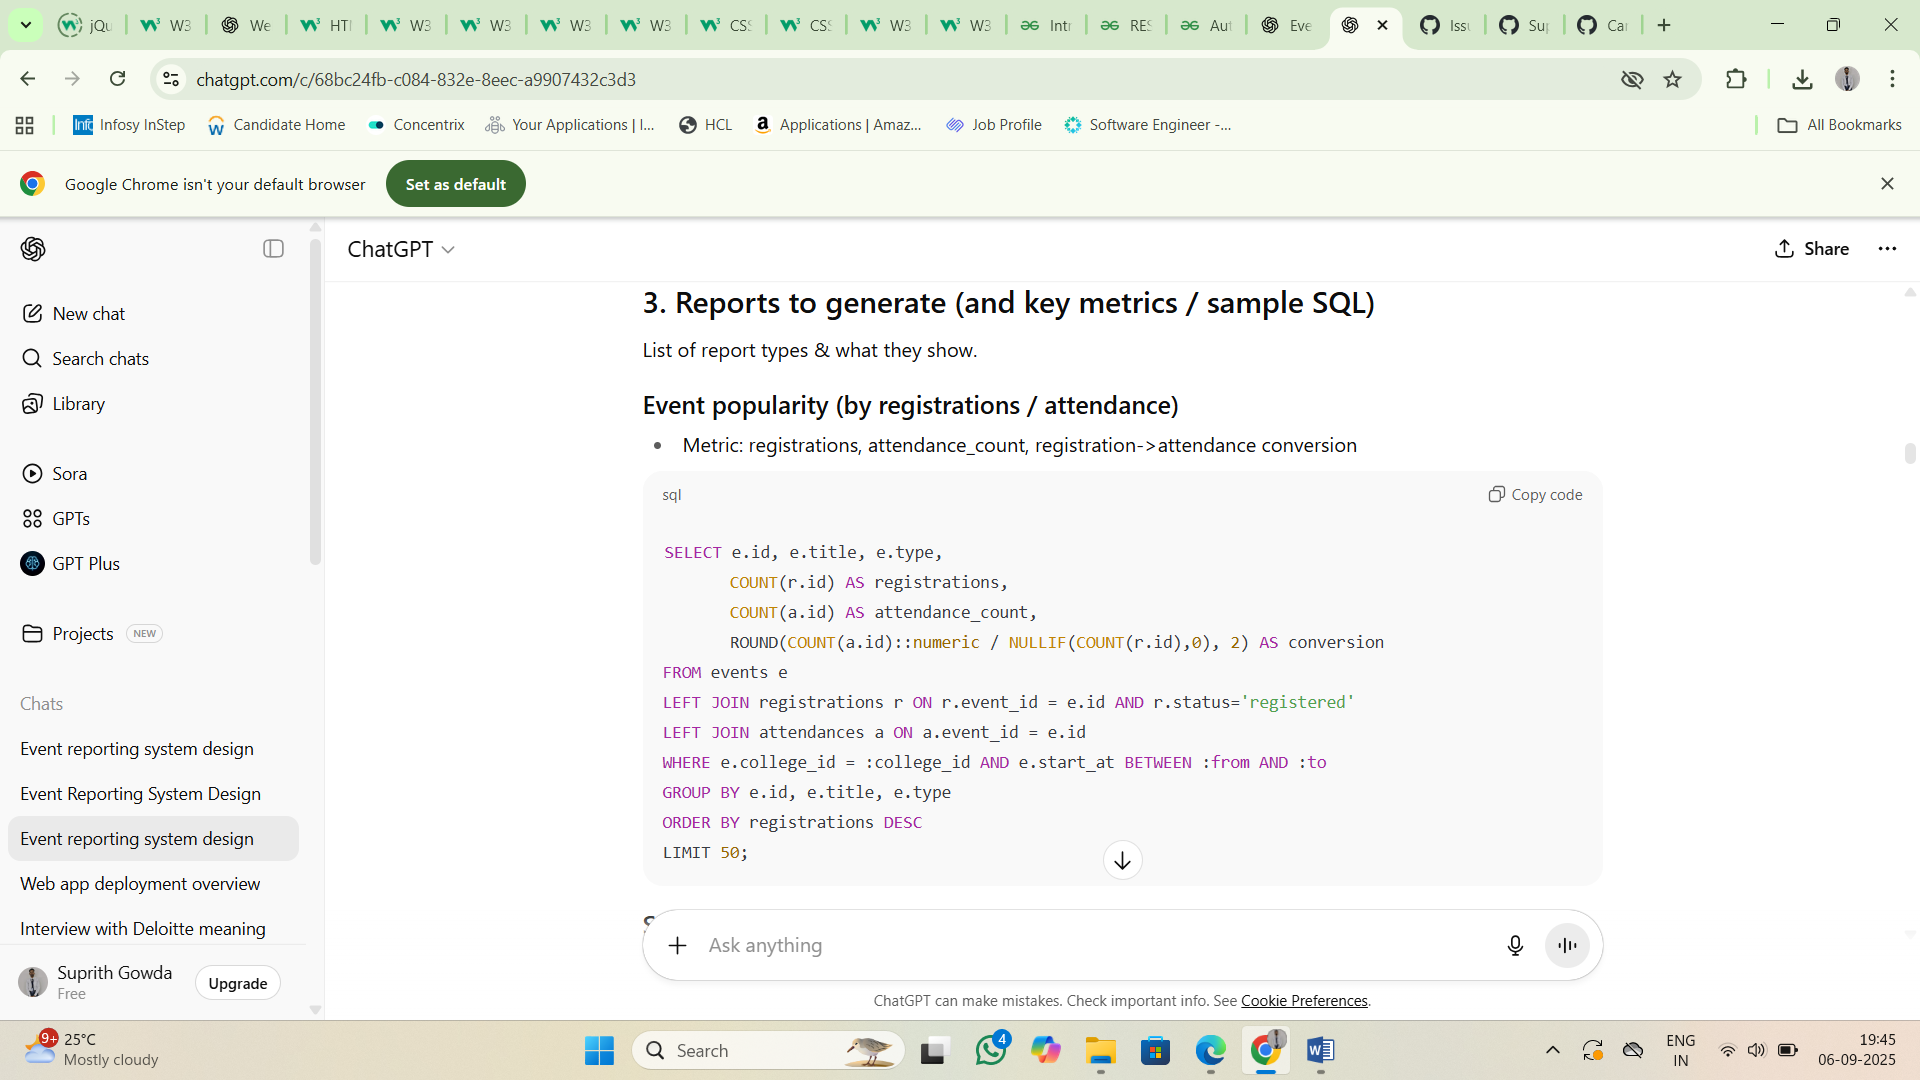 jQu
W3
We
HTM
W3
W3
W3
W3
CSS
CSS
W3
W3
Intr
RES
Aut
Eve
Issu
Sup
Can
chatgpt.com/c/68bc24fb-c084-832e-8eec-a9907432c3d3
Infosy InStep
Candidate Home
Concentrix
Your Applications | I...
HCL
Applications | Amaz...
Job Profile
Software Engineer -...
All Bookmarks
Google Chrome isn't your default browser
Set as default
ChatGPT
Share
New chat
Search chats
Library
Sora
GPTs
GPT Plus
Projects NEW
Chats
Event reporting system design
Event Reporting System Design
Event reporting system design
Web app deployment overview
Interview with Deloitte meaning
Suprith Gowda
Free
Upgrade
3. Reports to generate (and key metrics / sample SQL)
List of report types & what they show.
Event popularity (by registrations / attendance)
• Metric: registrations, attendance_count, registration->attendance conversion
sql
Copy code
SELECT e.id, e.title, e.type,
COUNT(r.id) AS registrations,
COUNT(a.id) AS attendance_count,
ROUND(COUNT(a.id)::numeric / NULLIF(COUNT(r.id),0), 2) AS conversion
FROM events e
LEFT JOIN registrations r ON r.event_id = e.id AND r.status='registered'
LEFT JOIN attendances a ON a.event_id = e.id
WHERE e.college_id = :college_id AND e.start_at BETWEEN :from AND :to
GROUP BY e.id, e.title, e.type
ORDER BY registrations DESC
LIMIT 50;
Ask anything
ChatGPT can make mistakes. Check important info. See Cookie Preferences.
9+
25°C
Mostly cloudy
Search
4
ENG
IN
19:45
06-09-2025